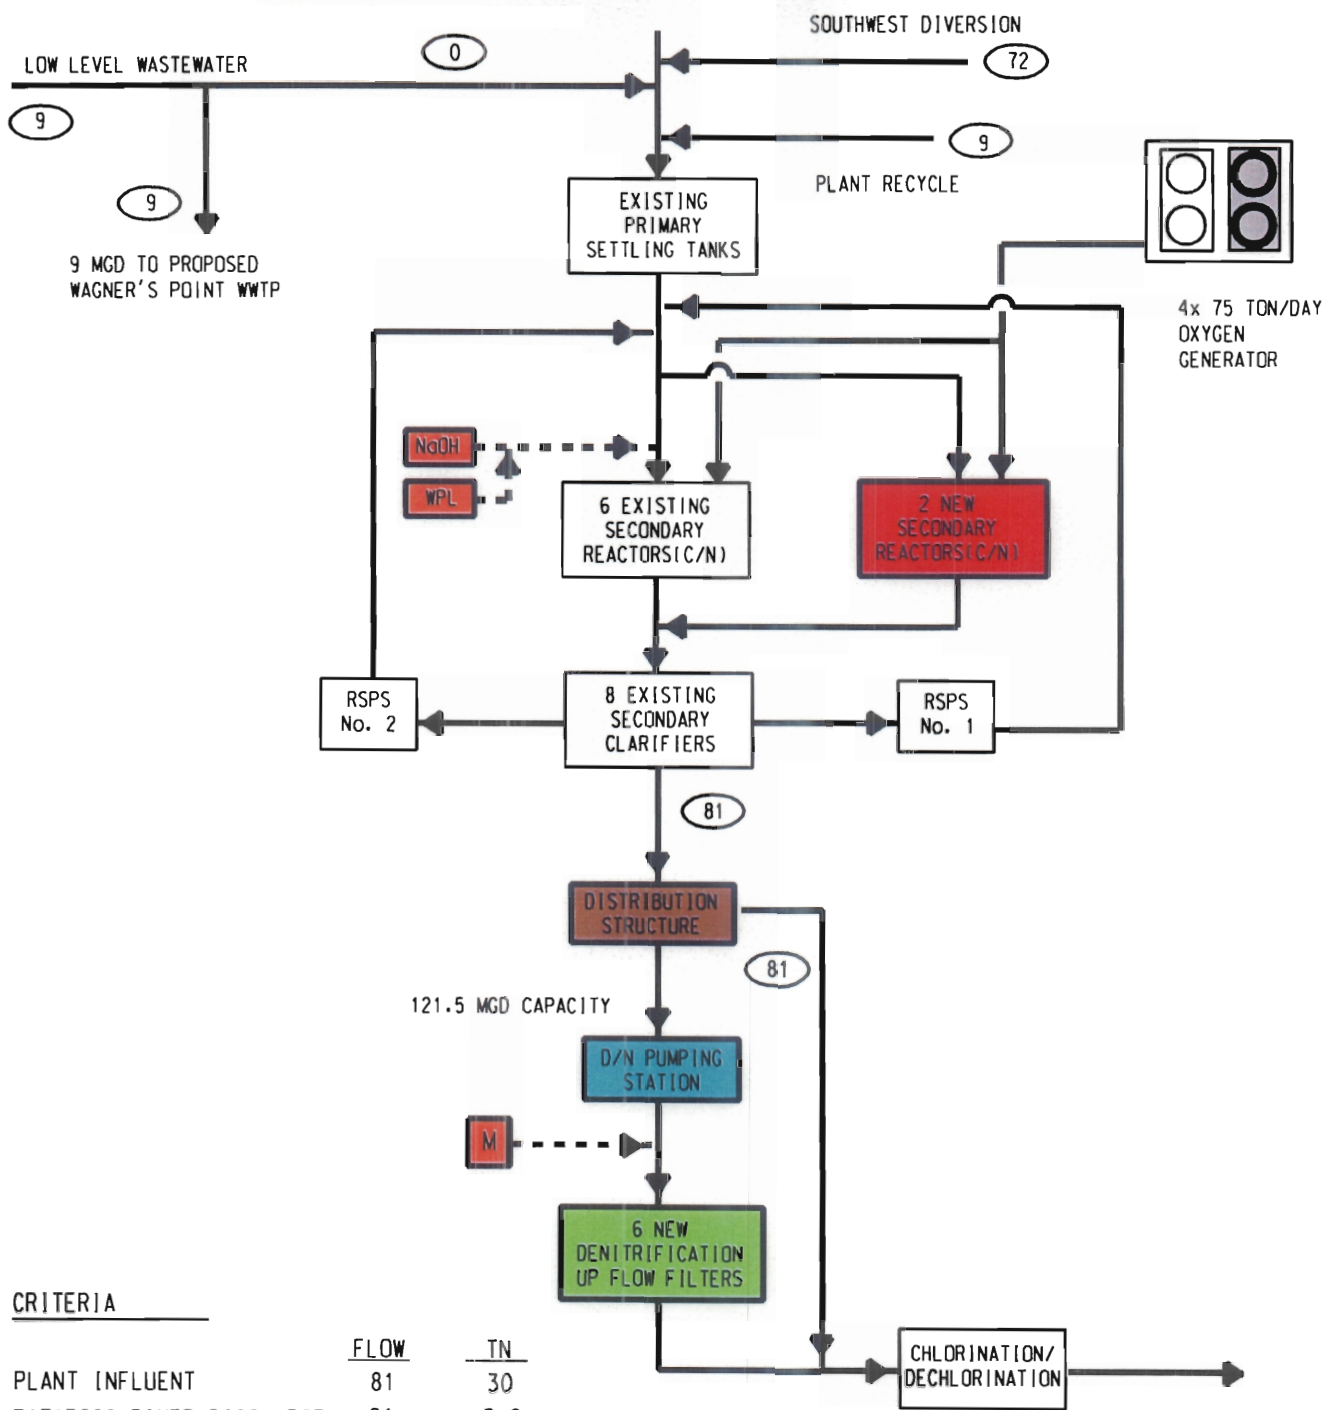 SOUTHWEST DIVERSION
0
72
LOW LEVEL WASTEWATER
9
9
PLANT RECYCLE
9
9 MGD TO PROPOSED
WAGNER'S POINT WWTP
EXISTING
PRIMARY
SETTLING TANKS
4x 75 TON/DAY
OXYGEN
GENERATOR
NaOH
WPL
6 EXISTING
SECONDARY
REACTORS(C/N)
2 NEW
SECONDARY
REACTORS(C/N)
RSPS
No. 2
8 EXISTING
SECONDARY
CLARIFIERS
RSPS
No. 1
81
DISTRIBUTION
STRUCTURE
81
121.5 MGD CAPACITY
D/N PUMPING
STATION
M
6 NEW
DENITRIFICATION
UP FLOW FILTERS
CHLORINATION/
DECHLORINATION
CRITERIA
FLOW TN
PLANT INFLUENT 81 30